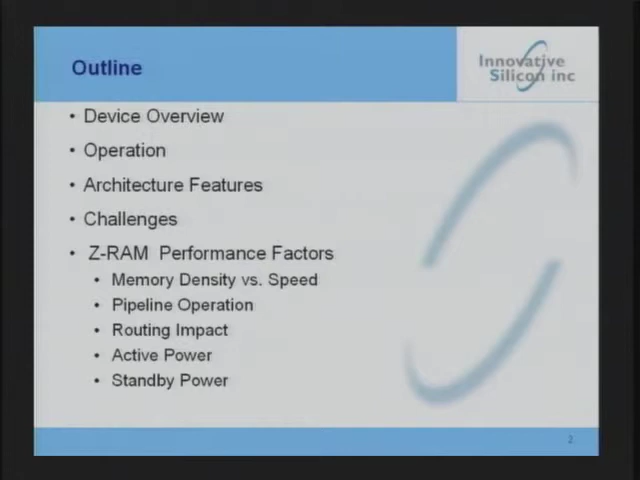 Outline
Innovative
Silicon inc
• Device Overview
• Operation
• Architecture Features
• Challenges
• Z-RAM Performance Factors
• Memory Density vs. Speed
• Pipeline Operation
• Routing Impact
• Active Power
• Standby Power
2